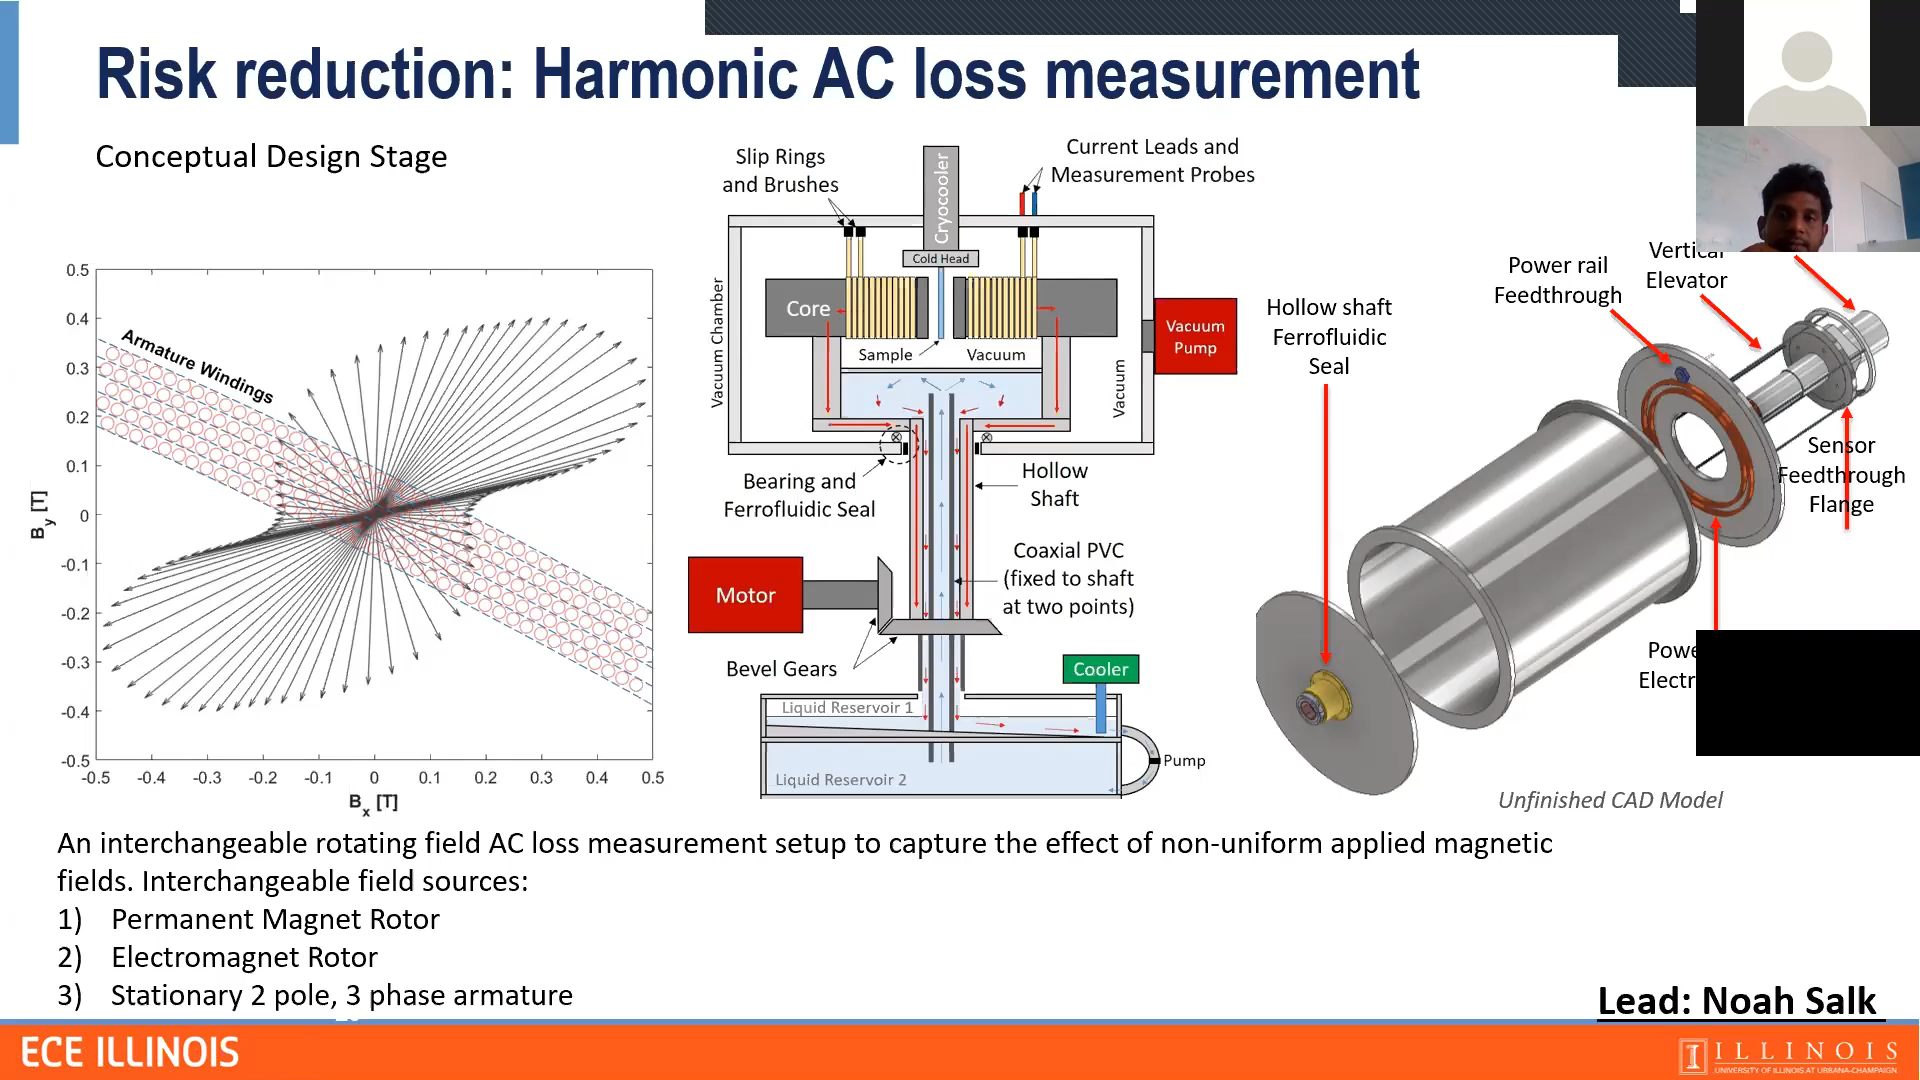 Risk reduction: Harmonic AC loss measurement
Conceptual Design Stage
0.5
0.4
0.3
0.2
0.1
0
-0.1
-0.2
-0.3
-0.4
-0.5
-0.5 -0.4 -0.3 -0.2 -0.1 0 0.1 0.2 0.3 0.4 0.5
By [T]
Bx [T]
Armature Windings
Slip Rings
and Brushes
Cryocooler
Current Leads and
Measurement Probes
Cold Head
Core
Sample
Vacuum
Vacuum Chamber
Vacuum
Vacuum
Pump
Bearing and
Ferrofluidic Seal
Hollow
Shaft
Coaxial PVC
(fixed to shaft
at two points)
Motor
Bevel Gears
Cooler
Liquid Reservoir 1
Liquid Reservoir 2
Pump
Hollow shaft
Ferrofluidic
Seal
Power rail
Feedthrough
Vertical
Elevator
Sensor
Feedthrough
Flange
Unfinished CAD Model
An interchangeable rotating field AC loss measurement setup to capture the effect of non-uniform applied magnetic
fields. Interchangeable field sources:
1) Permanent Magnet Rotor
2) Electromagnet Rotor
3) Stationary 2 pole, 3 phase armature
Lead: Noah Salk
ECE ILLINOIS
ILLINOIS
UNIVERSITY OF ILLINOIS AT URBANA-CHAMPAIGN